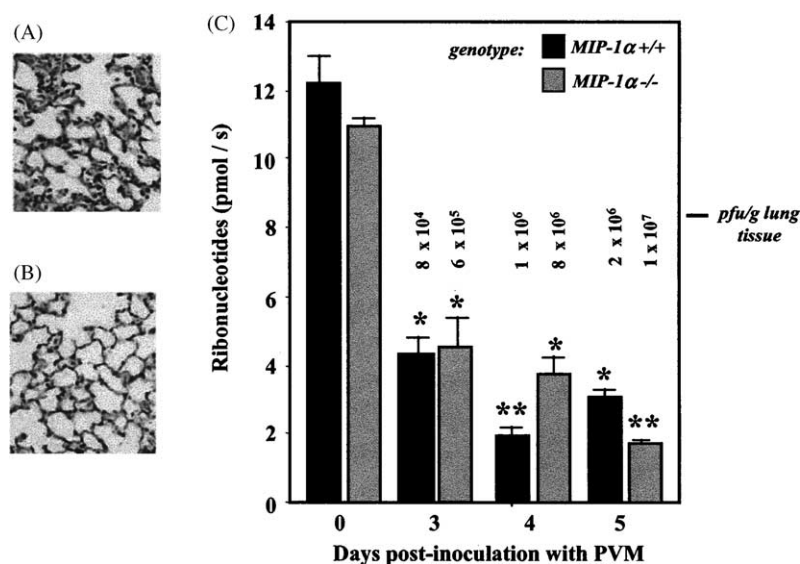 (A)
(B)
(C)
14
12
10
8
6
4
2
0
Ribonucleotides (pmol / s)
genotype:
MIP-1α+/+
MIP-1α-/-
8 x 10⁴
6 x 10⁵
1 x 10⁶
8 x 10⁶
2 x 10⁶
1 x 10⁷
pfu/g lung
tissue
*
*
**
*
*
**
0 3 4 5
Days post-inoculation with PVM